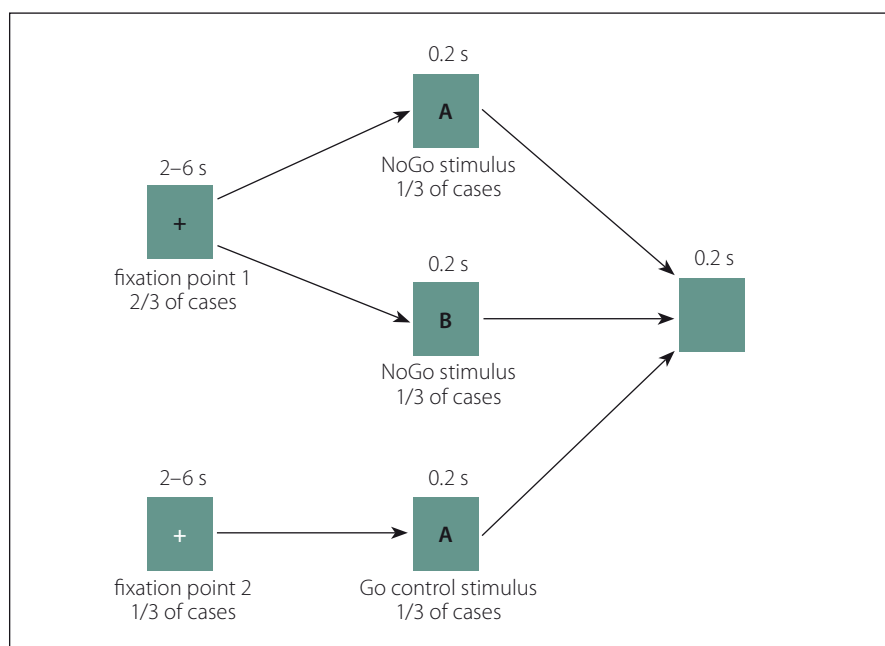 0.2 s
A
NoGo stimulus
1/3 of cases
2–6 s
+
fixation point 1
2/3 of cases
0.2 s
B
NoGo stimulus
1/3 of cases
0.2 s
2–6 s
+
fixation point 2
1/3 of cases
0.2 s
A
Go control stimulus
1/3 of cases